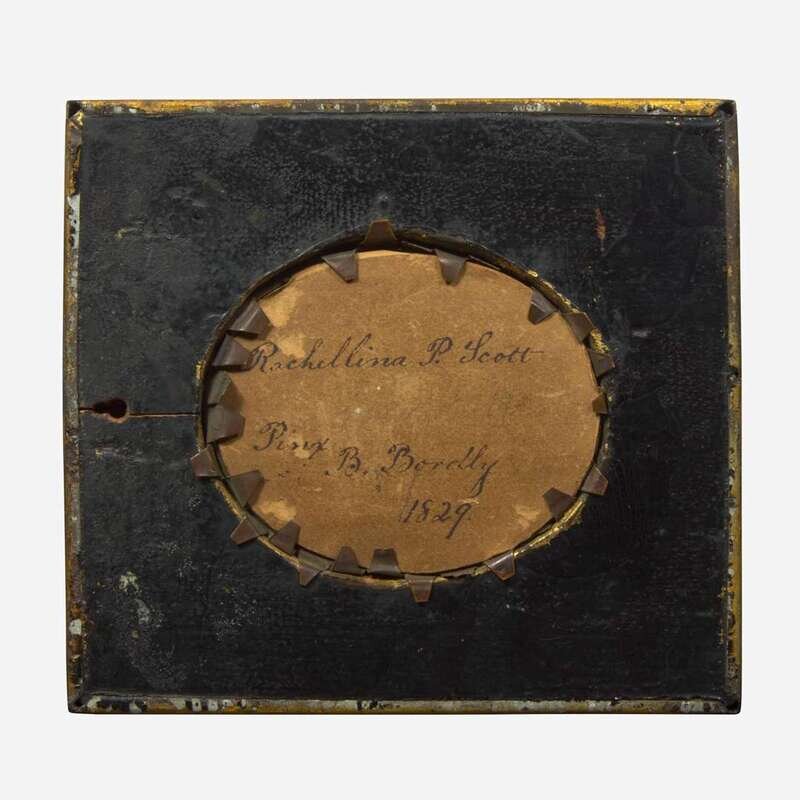 Rachellina P. Scott
Pinx
B. Bordly
1829